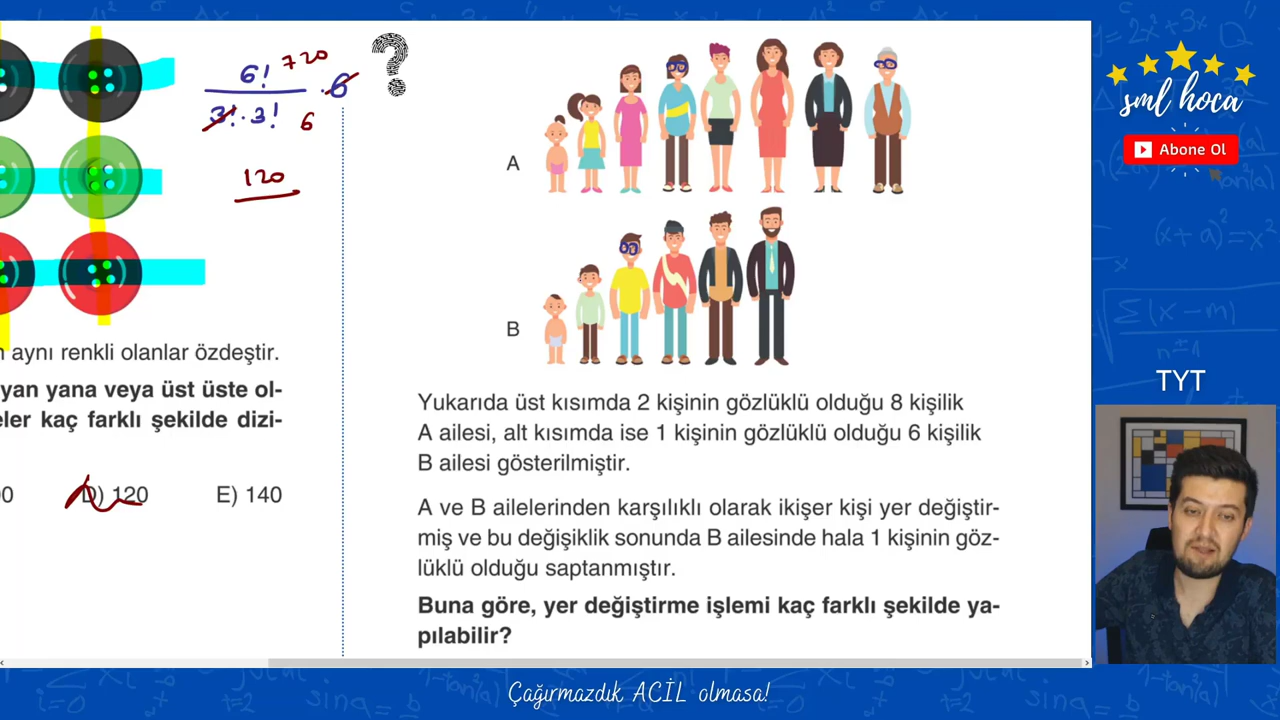 6! 720
3! · 3! · 6
6
120
n aynı renkli olanlar özdeştir.
yan yana veya üst üste ol-
eler kaç farklı şekilde dizi-
00 D) 120 E) 140
?
A
B
Yukarıda üst kısımda 2 kişinin gözlüklü olduğu 8 kişilik
A ailesi, alt kısımda ise 1 kişinin gözlüklü olduğu 6 kişilik
B ailesi gösterilmiştir.
A ve B ailelerinden karşılıklı olarak ikişer kişi yer değiştir-
miş ve bu değişiklik sonunda B ailesinde hala 1 kişinin göz-
lüklü olduğu saptanmıştır.
Buna göre, yer değiştirme işlemi kaç farklı şekilde ya-
pılabilir?
sml hoca
Abone Ol
TYT
Çağırmazdık ACİL olmasa!